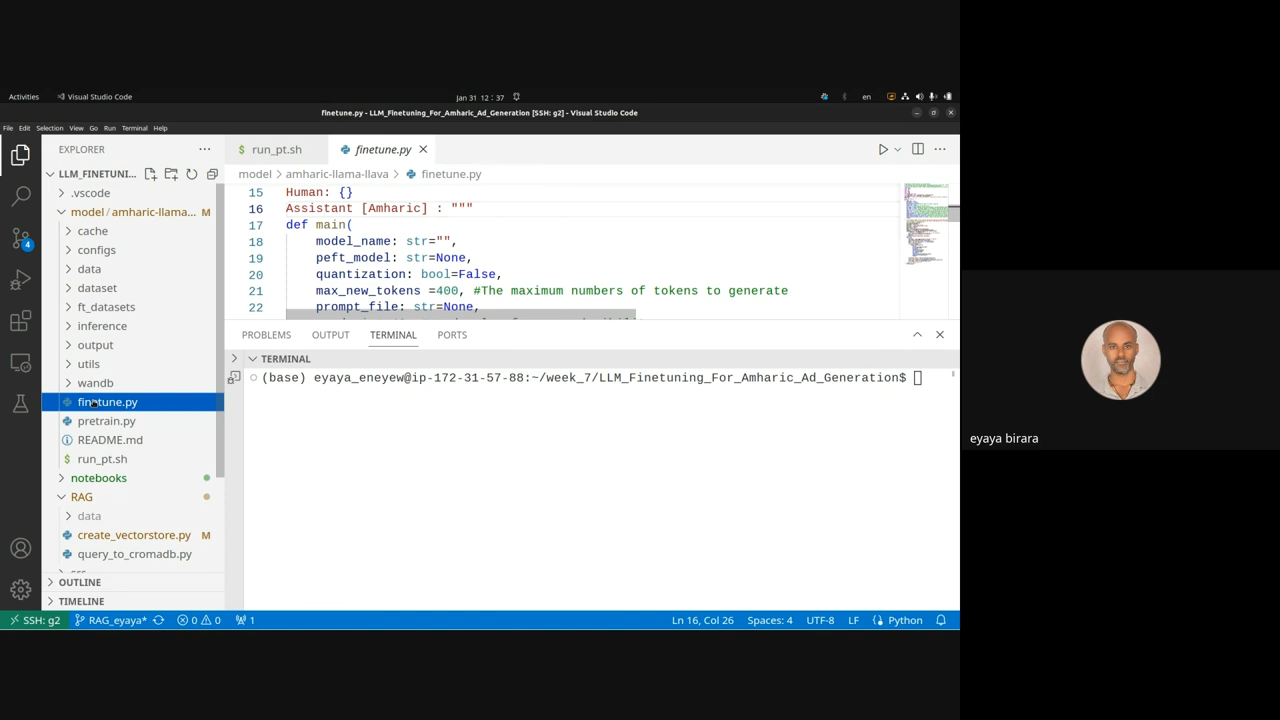 Activities Visual Studio Code Jan 31 12:37 en
finetune.py - LLM_Finetuning_For_Amharic_Ad_Generation [SSH: g2] - Visual Studio Code
File Edit Selection View Go Run Terminal Help
EXPLORER
LLM_FINETUNI...
.vscode
model / amharic-llama... M
cache
configs
data
dataset
ft_datasets
inference
output
utils
wandb
finetune.py
pretrain.py
README.md
run_pt.sh
notebooks
RAG
data
create_vectorstore.py M
query_to_cromadb.py
OUTLINE
TIMELINE
4
run_pt.sh finetune.py
model > amharic-llama-llava > finetune.py
15 Human: {}
16 Assistant [Amharic] : """
17 def main(
18 model_name: str="",
19 peft_model: str=None,
20 quantization: bool=False,
21 max_new_tokens =400, #The maximum numbers of tokens to generate
22 prompt_file: str=None,
PROBLEMS OUTPUT TERMINAL PORTS
TERMINAL
(base) eyaya_eneyew@ip-172-31-57-88:~/week_7/LLM_Finetuning_For_Amharic_Ad_Generation$
SSH: g2 RAG_eyaya* 0 0 1 Ln 16, Col 26 Spaces: 4 UTF-8 LF Python
eyaya birara